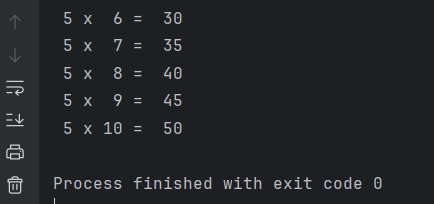 5 x  6 =  30
5 x  7 =  35
5 x  8 =  40
5 x  9 =  45
5 x 10 =  50
Process finished with exit code 0